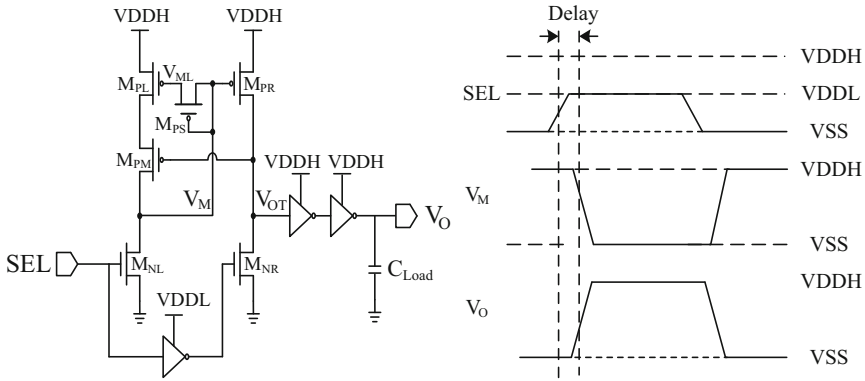 VDDH VDDH
V_ML
M_PL M_PR
M_PS
M_PM
VDDH VDDH
V_M V_OT V_O
SEL
M_NL M_NR
C_Load
VDDL
Delay
VDDH
SEL VDDL
VSS
VDDH
V_M
VSS
VDDH
V_O
VSS